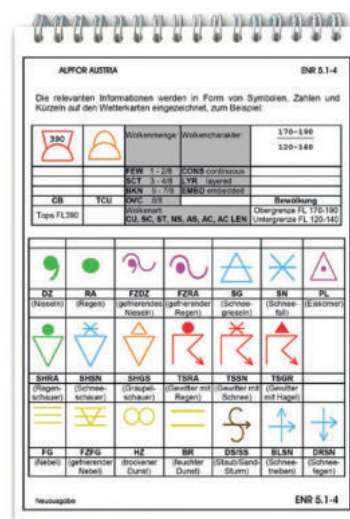 ALPFOR AUSTRIA ENR 5.1-4
Die relevanten Informationen werden in Form von Symbolen, Zahlen und
Kürzeln auf den Wetterkarten eingezeichnet, zum Beispiel:
390 Wolkenmenge Wolkencharakter 170-190
120-140
FEW 1 - 2/8 CONS continuous
SCT 3 - 4/8 LYR layered
BKN 5 - 7/8 EMBD embedded
CB TCU OVC 8/8 Bewölkung
Tops FL390 Wolkenart: Obergrenze FL 170-190
CU, SC, ST, NS, AS, AC, AC LEN Untergrenze FL 120-140
DZ RA FZDZ FZRA SG SN PL
(Nieseln) (Regen) (gefrierendes (gefrierender (Schnee- (Schnee- (Eiskörner)
Nieseln) Regen) grieseln) fall)
SHRA SHSN SHGS TSRA TSSN TSGR
(Regen- (Schnee- (Graupel- (Gewitter mit (Gewitter mit (Gewitter
schauer) schauer) schauer) Regen) Schnee) mit Hagel)
FG FZFG HZ BR DS/SS BLSN DRSN
(Nebel) (gefrierender (trockener (feuchter (Staub/Sand- (Schnee- (Schnee-
Nebel) Dunst) Dunst) Sturm) treiben) fegen)
Neuausgabe ENR 5.1-4